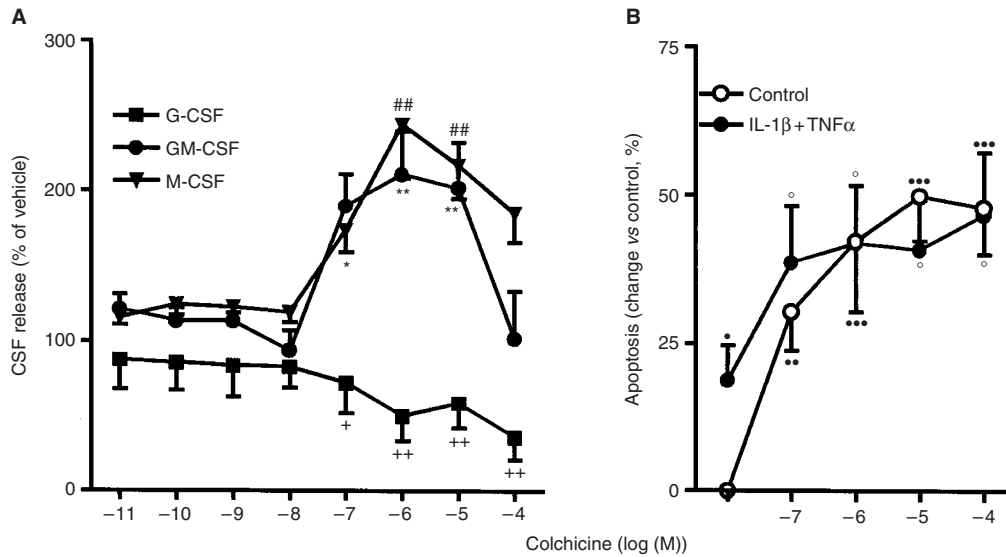 A
CSF release (% of vehicle)
300
200
100
0
G-CSF
GM-CSF
M-CSF
##
##
**
**
*
+
++
++
++
–11
–10
–9
–8
–7
–6
–5
–4
B
Apoptosis (change vs control, %)
75
50
25
0
Control
IL-1β + TNFα
–7
–6
–5
–4
Colchicine (log (M))